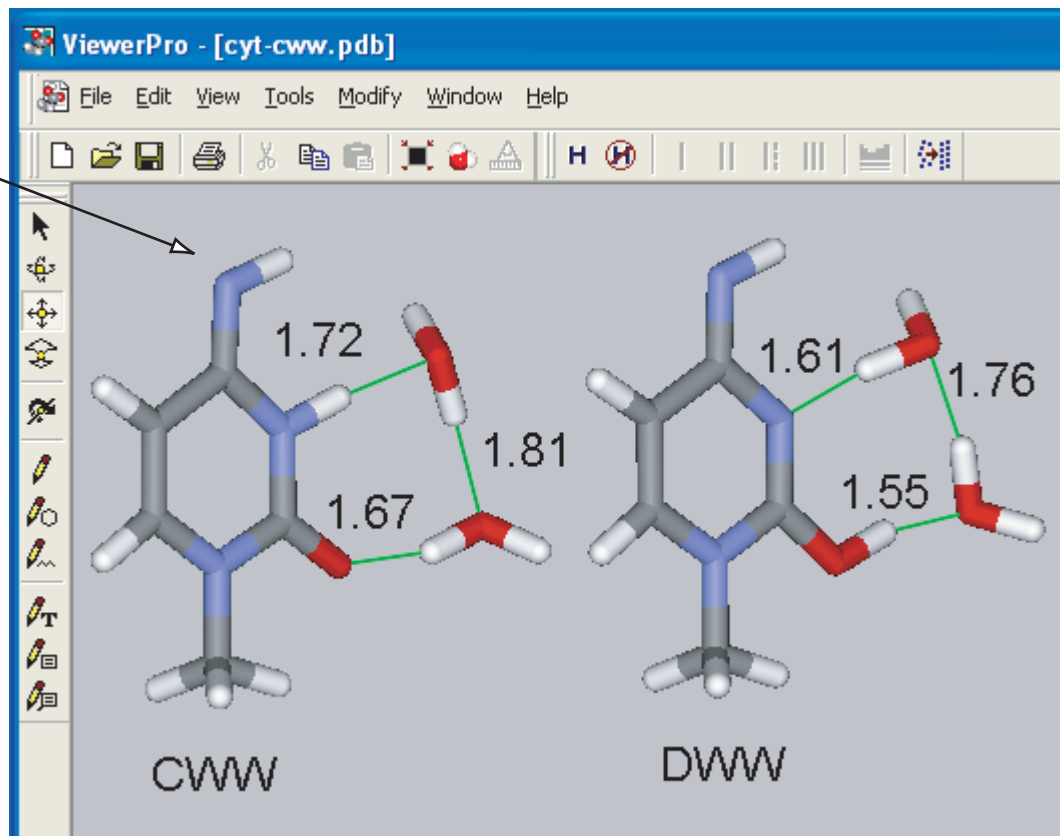 ViewerPro - [cyt-cww.pdb]
File Edit View Tools Modify Window Help
H H
T
1.72
1.81
1.67
1.61
1.76
1.55
CWW
DWW